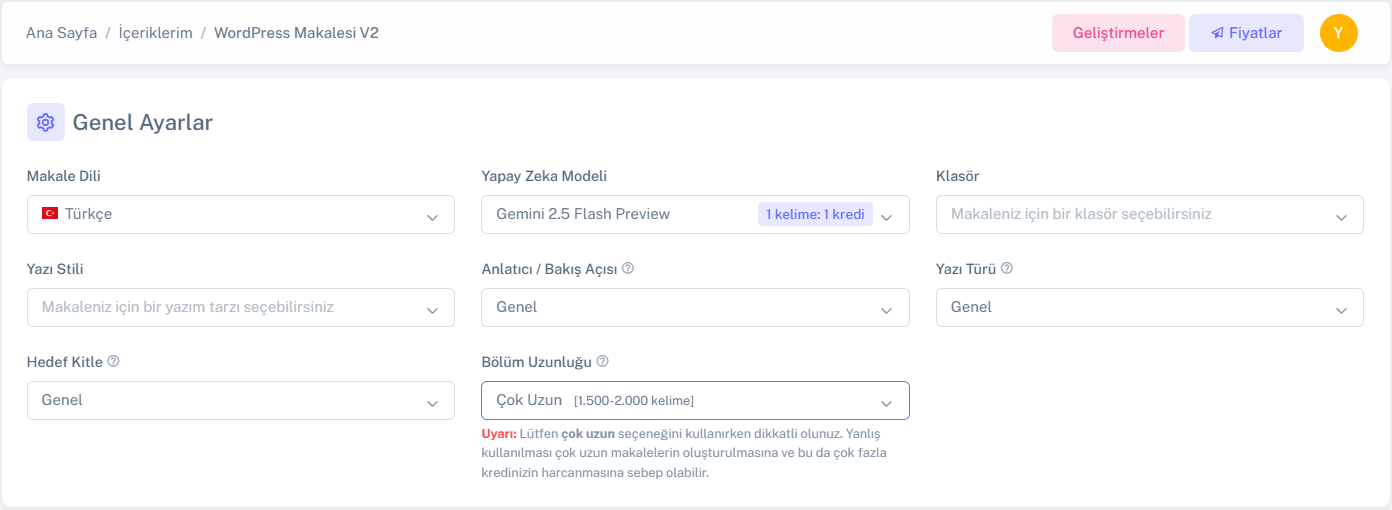 Ana Sayfa / İçeriklerim / WordPress Makalesi V2
Geliştirmeler
Fiyatlar
Y
Genel Ayarlar
Makale Dili
Türkçe
Yapay Zeka Modeli
Gemini 2.5 Flash Preview
1 kelime: 1 kredi
Klasör
Makaleniz için bir klasör seçebilirsiniz
Yazı Stili
Makaleniz için bir yazım tarzı seçebilirsiniz
Anlatıcı / Bakış Açısı
Genel
Yazı Türü
Genel
Hedef Kitle
Genel
Bölüm Uzunluğu
Çok Uzun [1.500-2.000 kelime]
Uyarı: Lütfen çok uzun seçeneğini kullanırken dikkatli olunuz. Yanlış
kullanılması çok uzun makalelerin oluşturulmasına ve bu da çok fazla
kredinizin harcanmasına sebep olabilir.